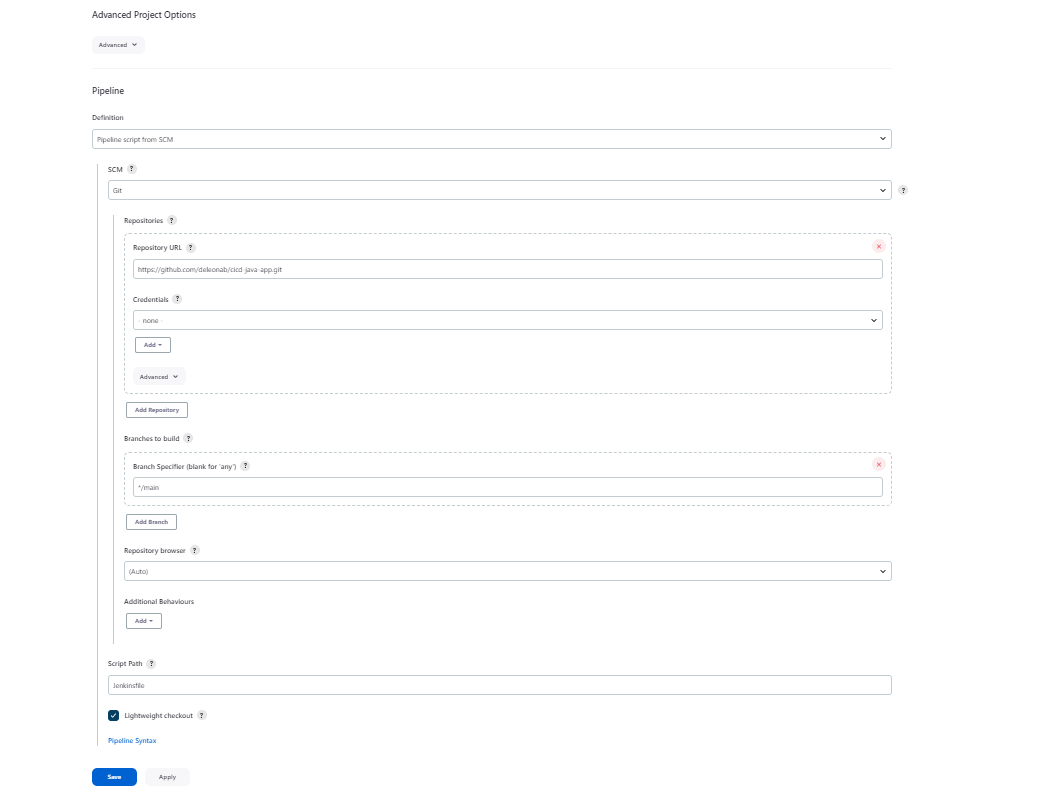 Advanced Project Options
Advanced
Pipeline
Definition
Pipeline script from SCM
SCM ?
Git ?
Repositories ?
Repository URL ?
https://github.com/deleonab/cicd-java-app.git
Credentials ?
- none -
Add
Advanced
Add Repository
Branches to build ?
Branch Specifier (blank for 'any') ?
*/main
Add Branch
Repository browser ?
(Auto)
Additional Behaviours
Add
Script Path ?
Jenkinsfile
Lightweight checkout ?
Pipeline Syntax
Save Apply